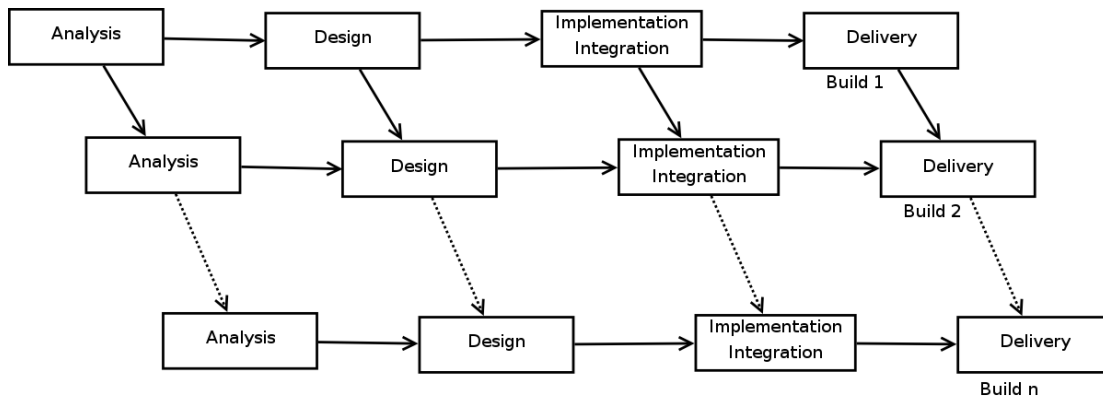 Analysis
Design
Implementation
Integration
Delivery
Build 1
Analysis
Design
Implementation
Integration
Delivery
Build 2
Analysis
Design
Implementation
Integration
Delivery
Build n